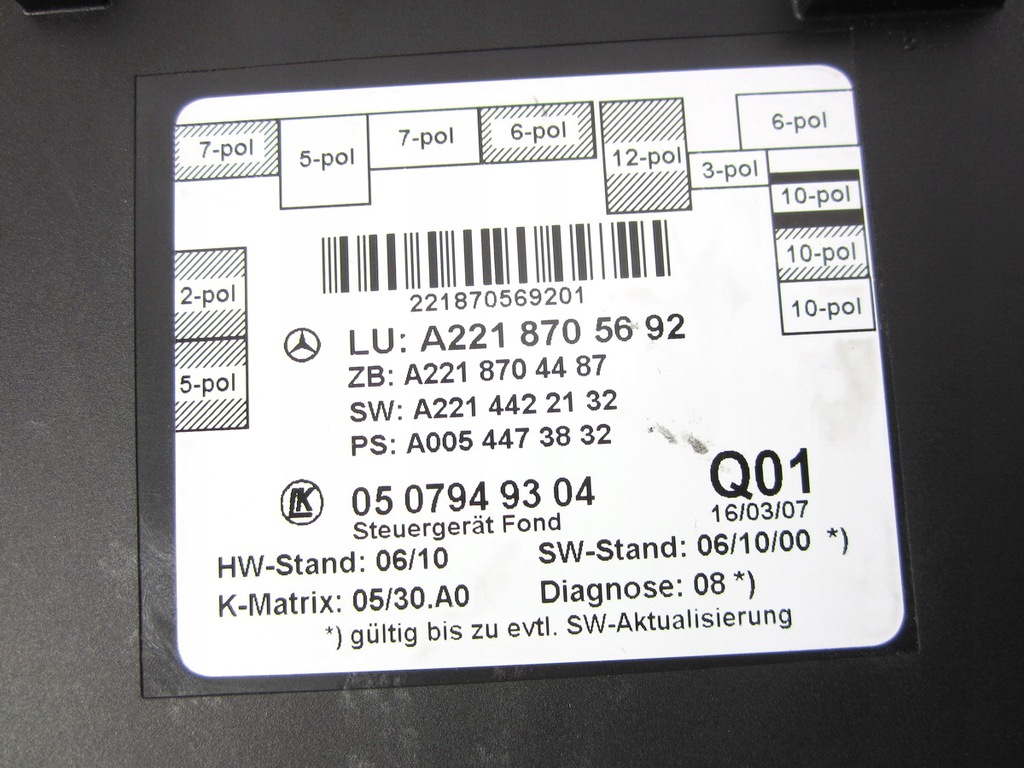 7-pol
5-pol
7-pol
6-pol
12-pol
3-pol
6-pol
10-pol
10-pol
10-pol
2-pol
5-pol
221870569201
LU: A221 870 56 92
ZB: A221 870 44 87
SW: A221 442 21 32
PS: A005 447 38 32
LK
05 0794 93 04
Steuergerät Fond
Q01
16/03/07
HW-Stand: 06/10
SW-Stand: 06/10/00 *)
K-Matrix: 05/30.A0
Diagnose: 08 *)
*) gültig bis zu evtl. SW-Aktualisierung